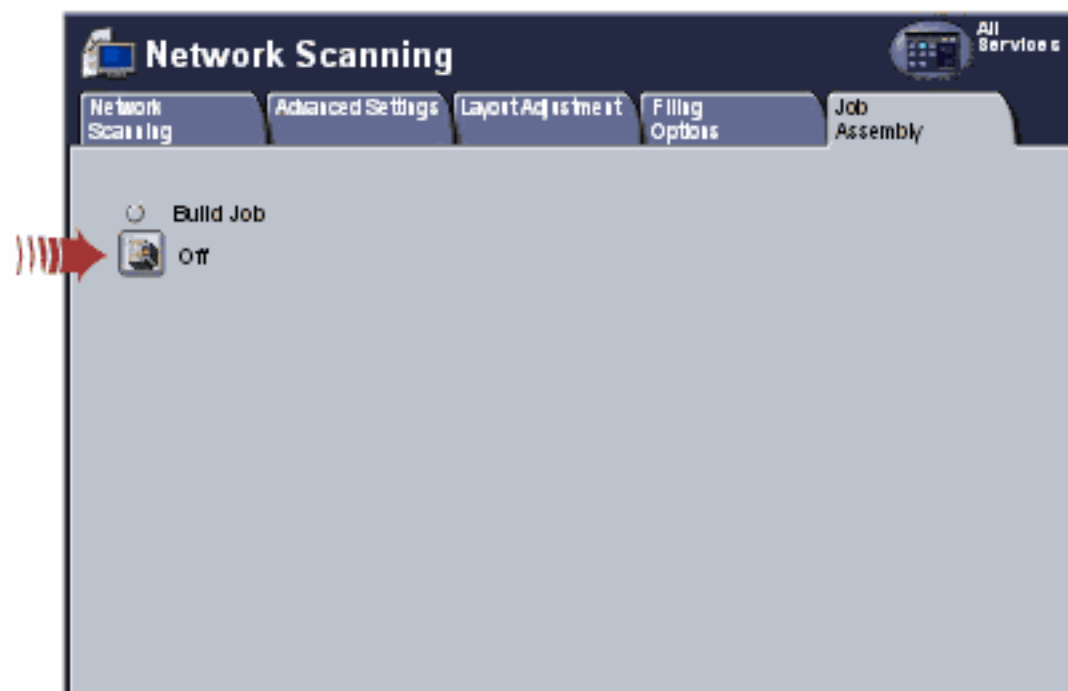 Network Scanning
All
Services
Network
Scanning
Advanced Settings
Layout Adjustment
Filing
Options
Job
Assembly
Build Job
Off